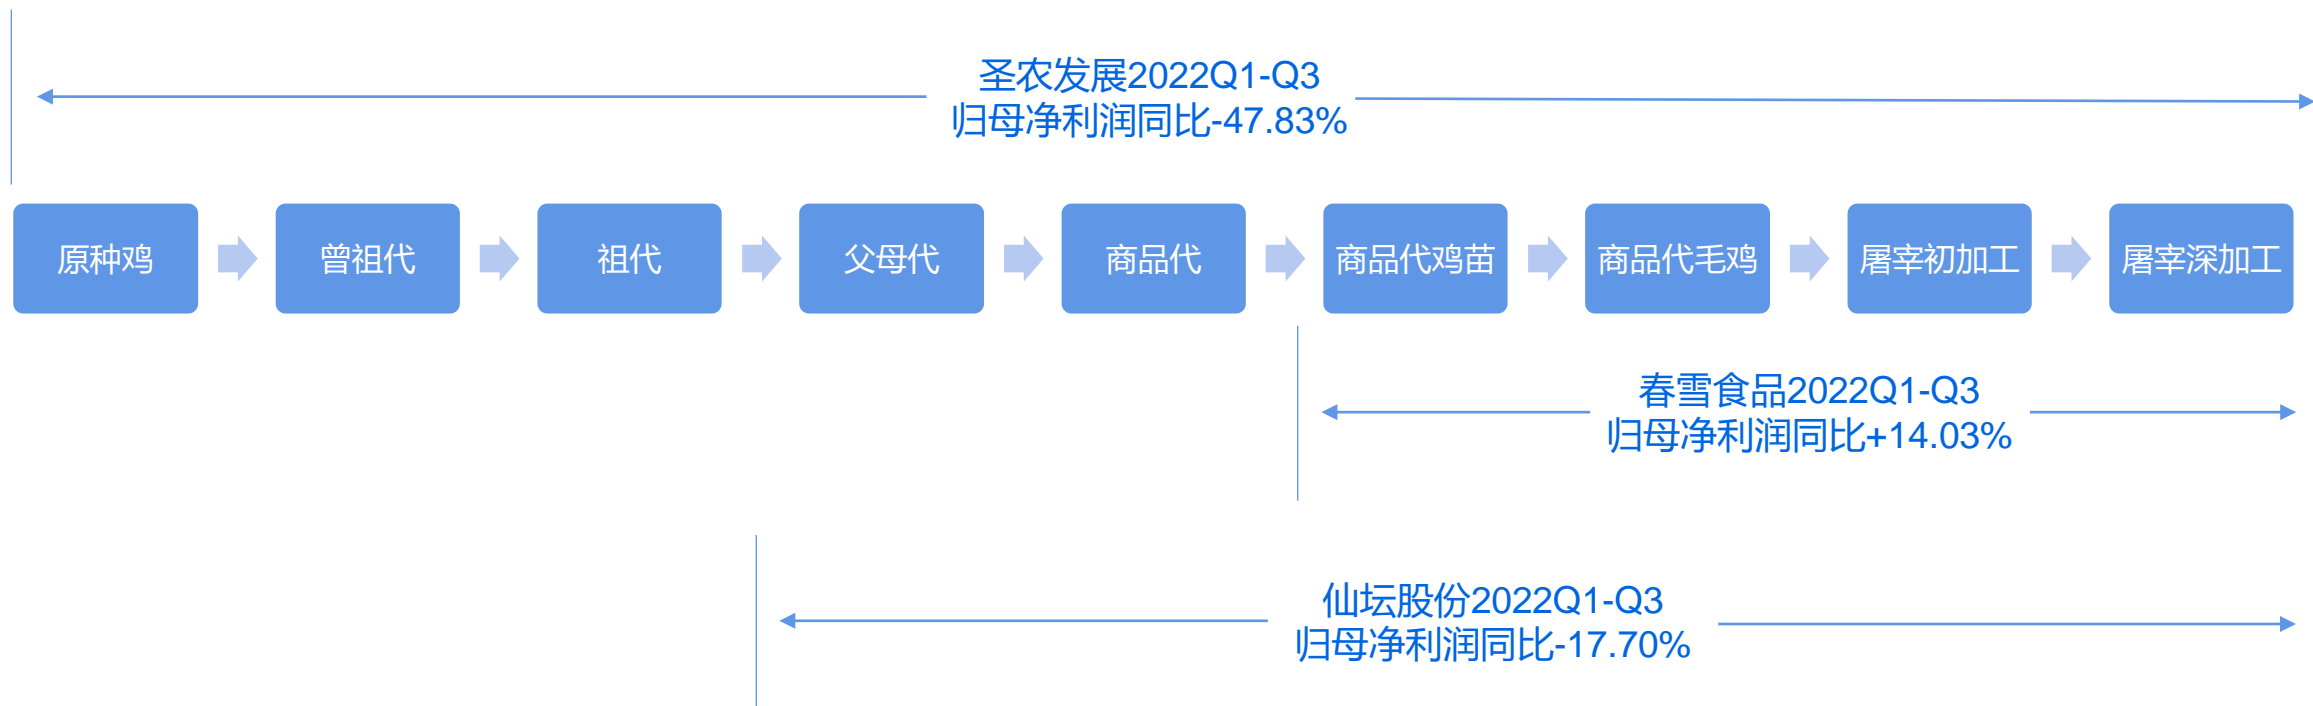 圣农发展2022Q1-Q3
归母净利润同比-47.83%
原种鸡
曾祖代
祖代
父母代
商品代
商品代鸡苗
商品代毛鸡
屠宰初加工
屠宰深加工
春雪食品2022Q1-Q3
归母净利润同比+14.03%
仙坛股份2022Q1-Q3
归母净利润同比-17.70%